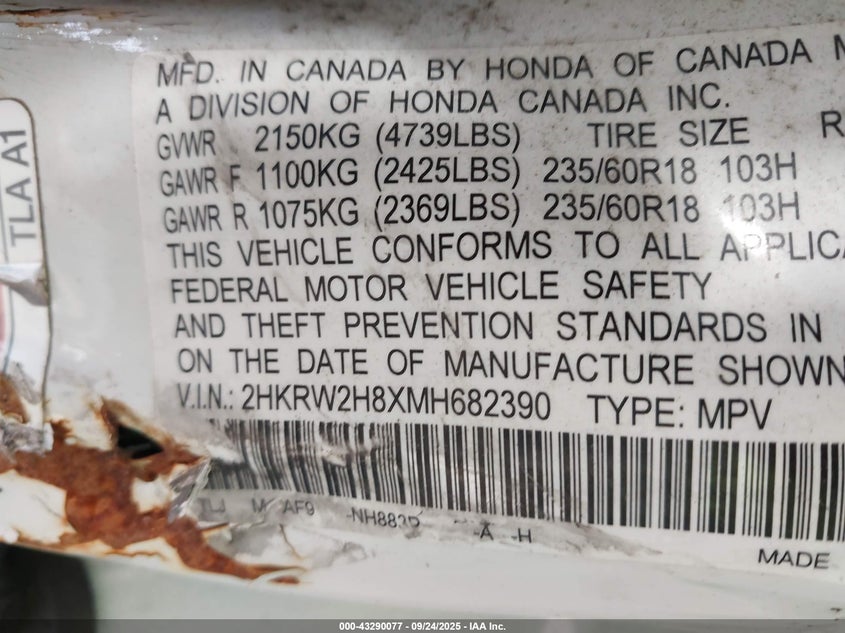 MFD. IN CANADA BY HONDA OF CANADA M
A DIVISION OF HONDA CANADA INC.
GVWR 2150KG (4739LBS) TIRE SIZE R
GAWR F 1100KG (2425LBS) 235/60R18 103H
GAWR R 1075KG (2369LBS) 235/60R18 103H
THIS VEHICLE CONFORMS TO ALL APPLICA
FEDERAL MOTOR VEHICLE SAFETY
AND THEFT PREVENTION STANDARDS IN
ON THE DATE OF MANUFACTURE SHOWN
V.I.N.: 2HKRW2H8XMH682390 TYPE: MPV
AF9
-A -H
MADE
TLA A1
000-43290077 - 09/24/2025 - IAA Inc.